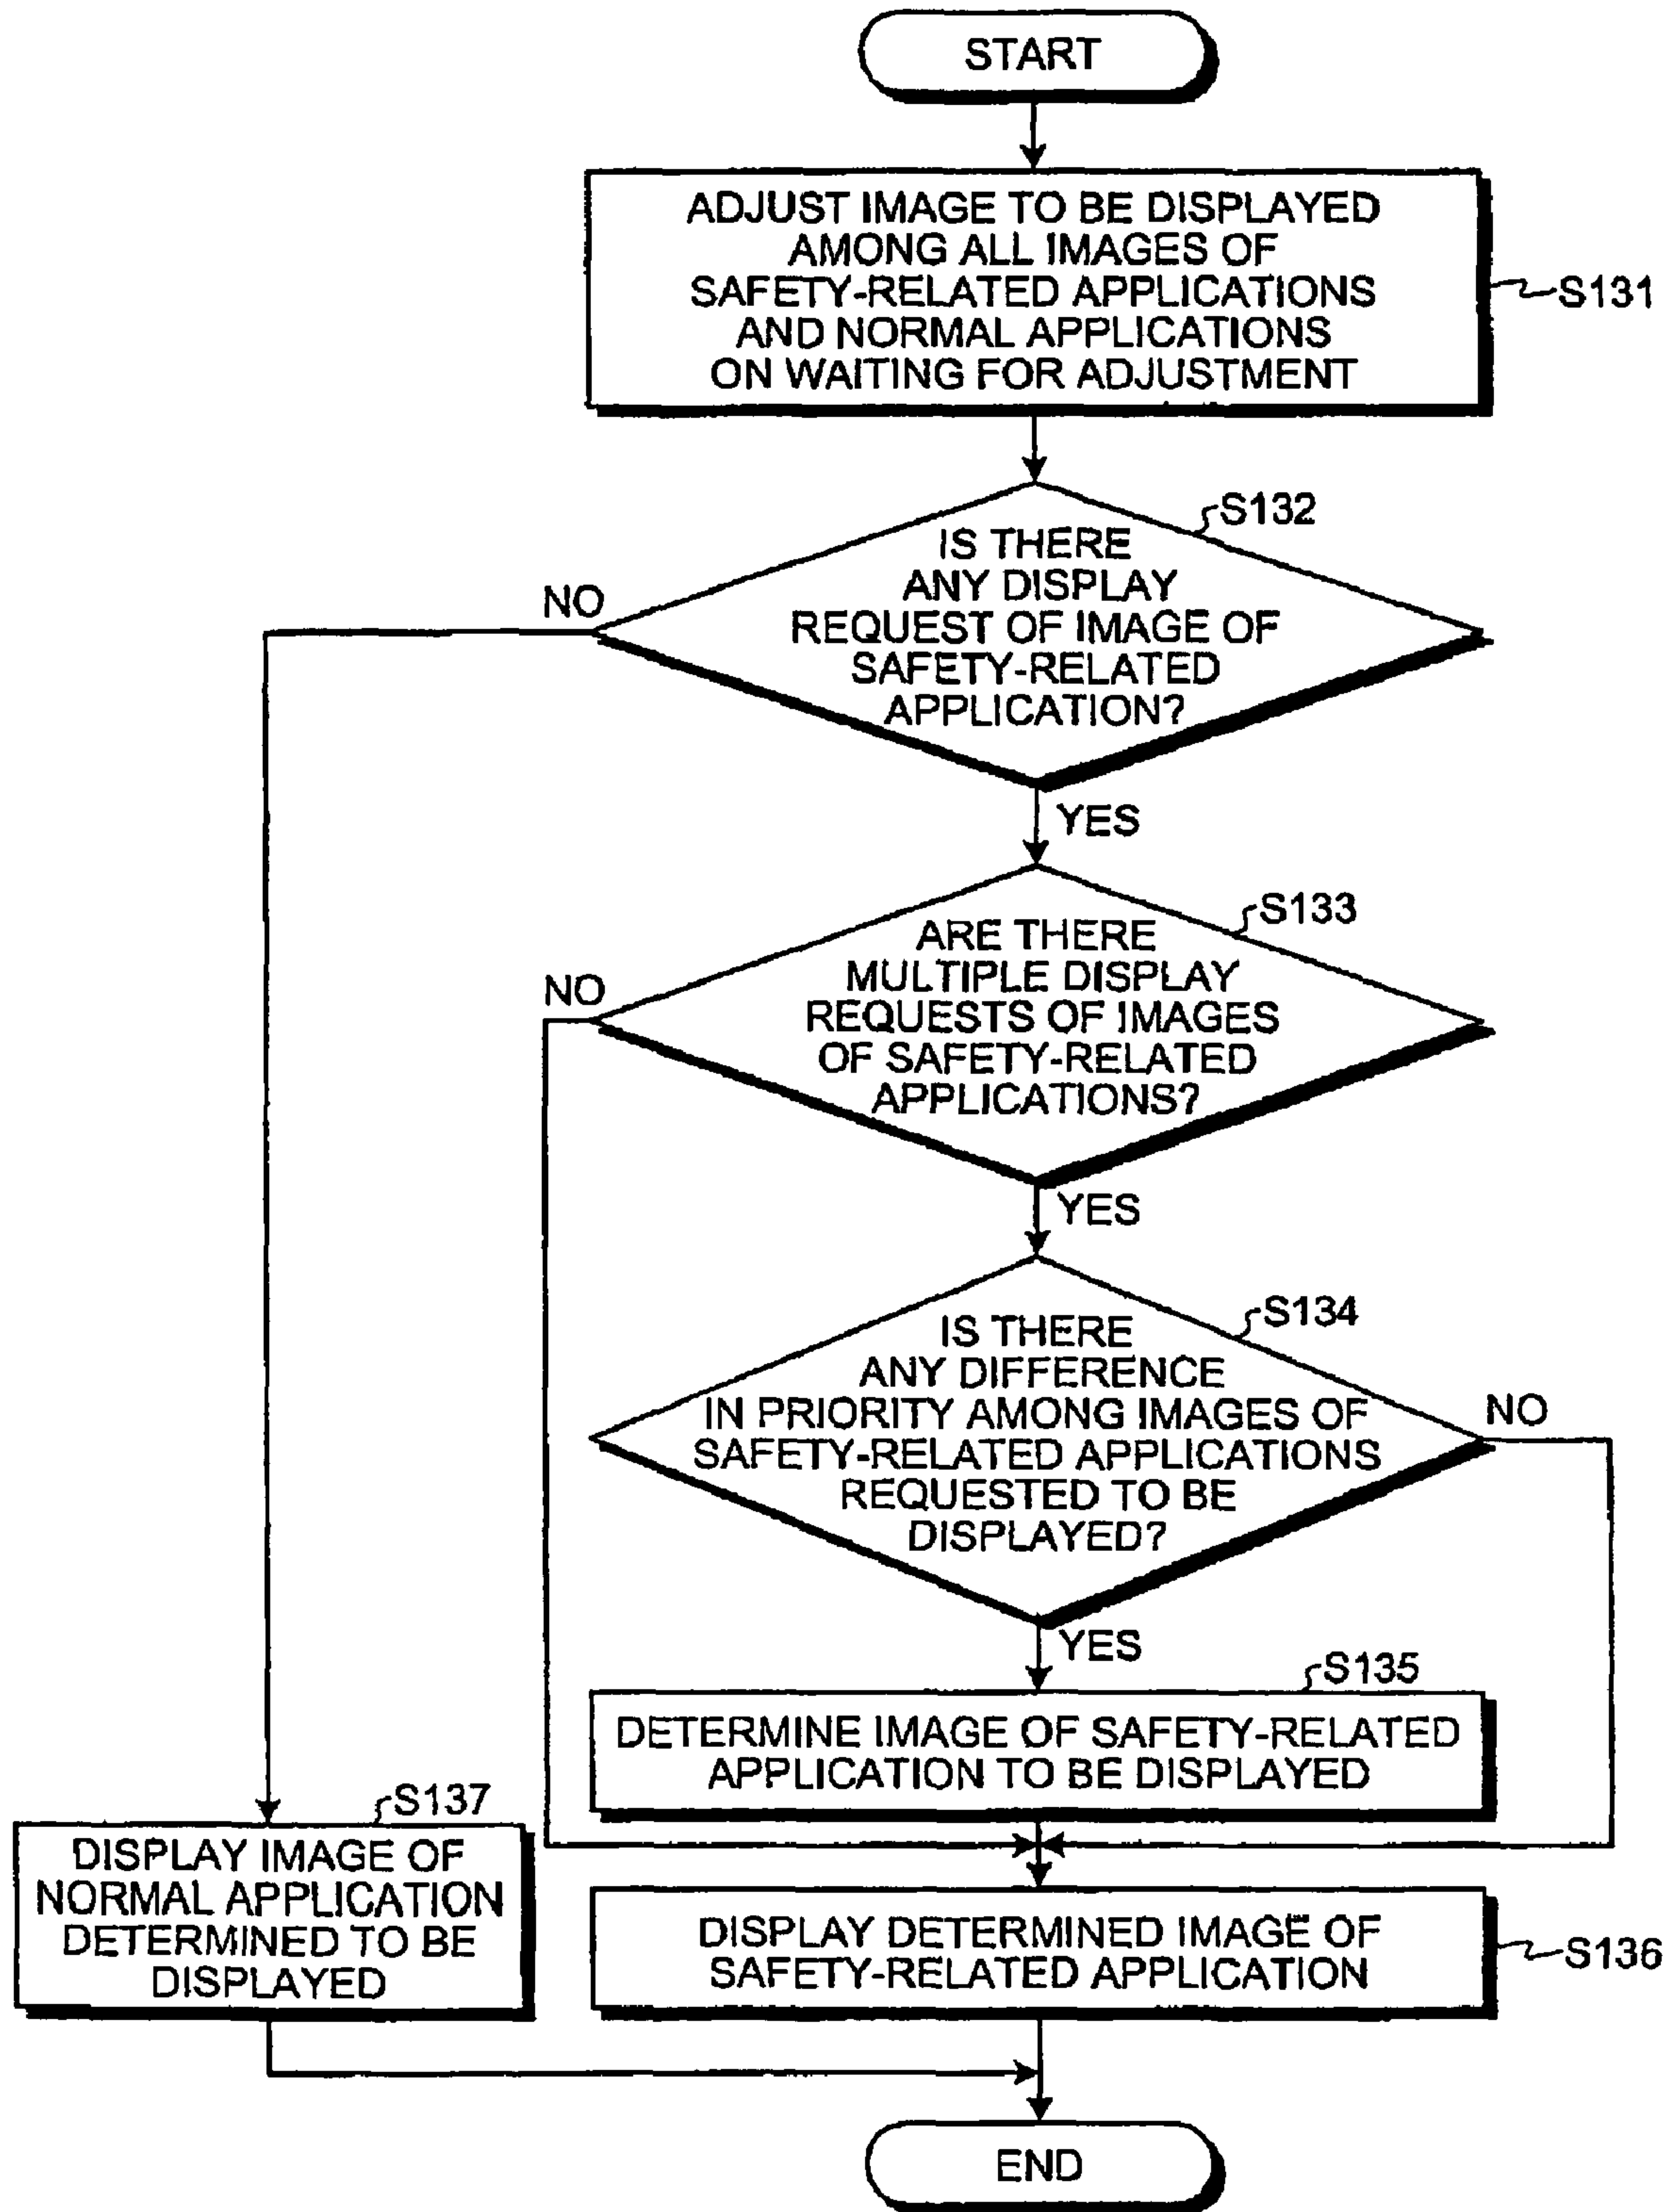 START
ADJUST IMAGE TO BE DISPLAYED
AMONG ALL IMAGES OF
SAFETY-RELATED APPLICATIONS
AND NORMAL APPLICATIONS
ON WAITING FOR ADJUSTMENT
S131
S132
IS THERE
ANY DISPLAY
REQUEST OF IMAGE OF
SAFETY-RELATED
APPLICATION?
NO
YES
S133
ARE THERE
MULTIPLE DISPLAY
REQUESTS OF IMAGES
OF SAFETY-RELATED
APPLICATIONS?
NO
YES
S134
IS THERE
ANY DIFFERENCE
IN PRIORITY AMONG IMAGES OF
SAFETY-RELATED APPLICATIONS
REQUESTED TO BE
DISPLAYED?
NO
YES
S135
DETERMINE IMAGE OF SAFETY-RELATED
APPLICATION TO BE DISPLAYED
S137
DISPLAY IMAGE OF
NORMAL APPLICATION
DETERMINED TO BE
DISPLAYED
DISPLAY DETERMINED IMAGE OF
SAFETY-RELATED APPLICATION
S136
END